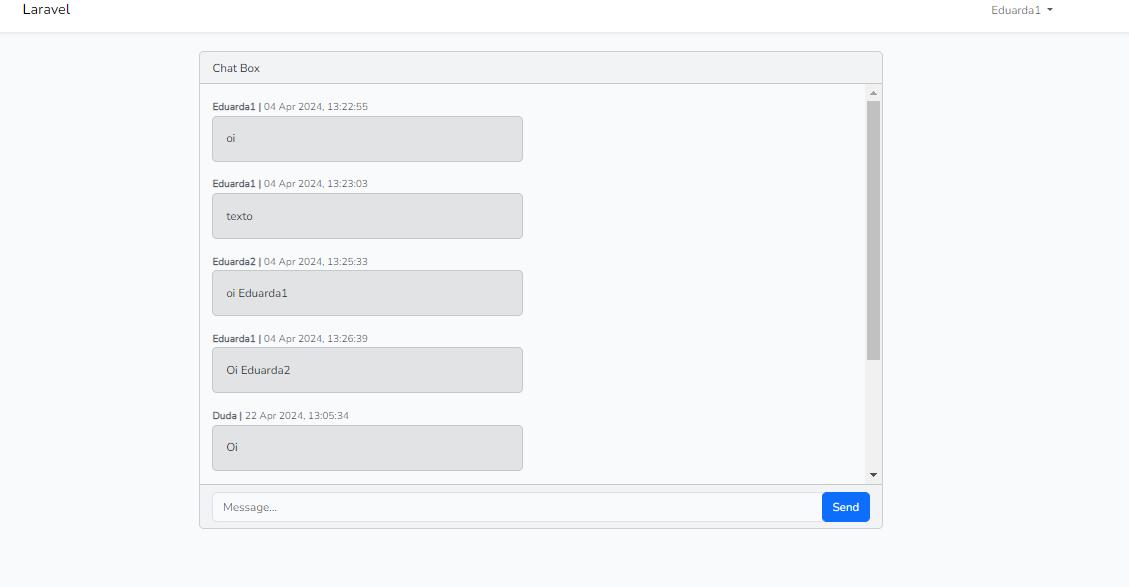 Laravel
Eduarda1
Chat Box
Eduarda1 | 04 Apr 2024, 13:22:55
oi
Eduarda1 | 04 Apr 2024, 13:23:03
texto
Eduarda2 | 04 Apr 2024, 13:25:33
oi Eduarda1
Eduarda1 | 04 Apr 2024, 13:26:39
Oi Eduarda2
Duda | 22 Apr 2024, 13:05:34
Oi
Message...
Send